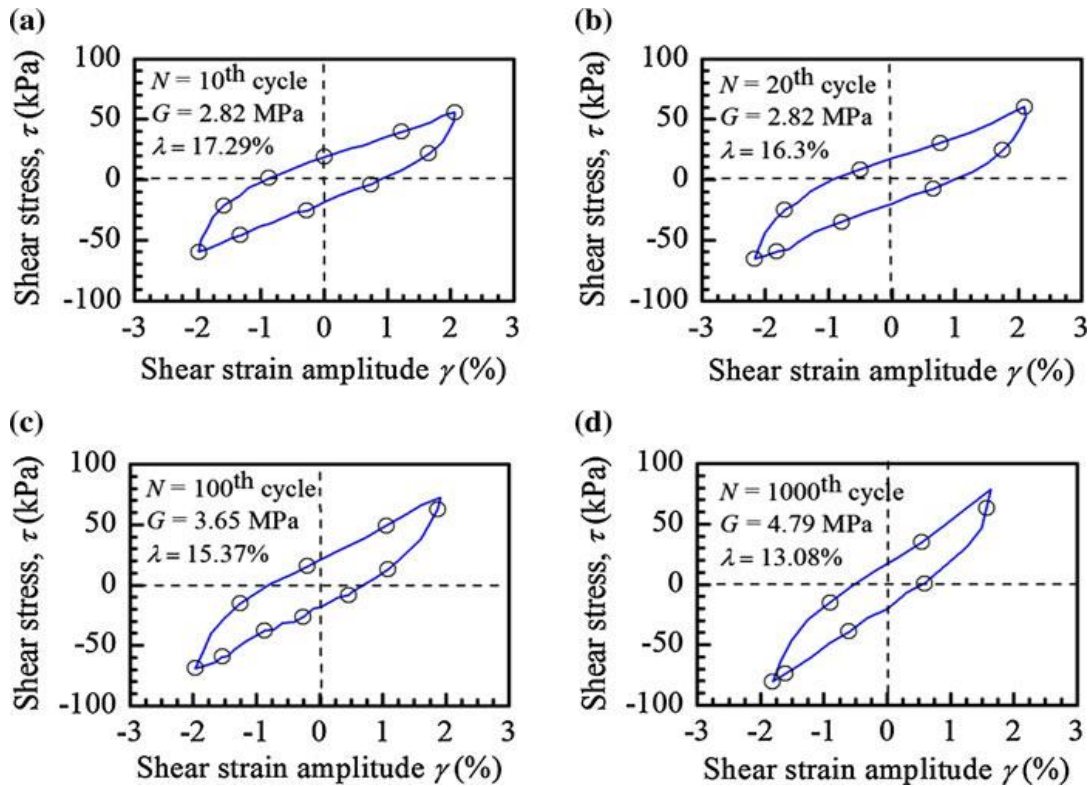 (a)
Shear stress, τ (kPa)
100
50
0
-50
-100
N = 10th cycle
G = 2.82 MPa
λ = 17.29%
-3 -2 -1 0 1 2 3
Shear strain amplitude γ (%)
(b)
Shear stress, τ (kPa)
100
50
0
-50
-100
N = 20th cycle
G = 2.82 MPa
λ = 16.3%
-3 -2 -1 0 1 2 3
Shear strain amplitude γ (%)
(c)
Shear stress, τ (kPa)
100
50
0
-50
-100
N = 100th cycle
G = 3.65 MPa
λ = 15.37%
-3 -2 -1 0 1 2 3
Shear strain amplitude γ (%)
(d)
Shear stress, τ (kPa)
100
50
0
-50
-100
N = 1000th cycle
G = 4.79 MPa
λ = 13.08%
-3 -2 -1 0 1 2 3
Shear strain amplitude γ (%)